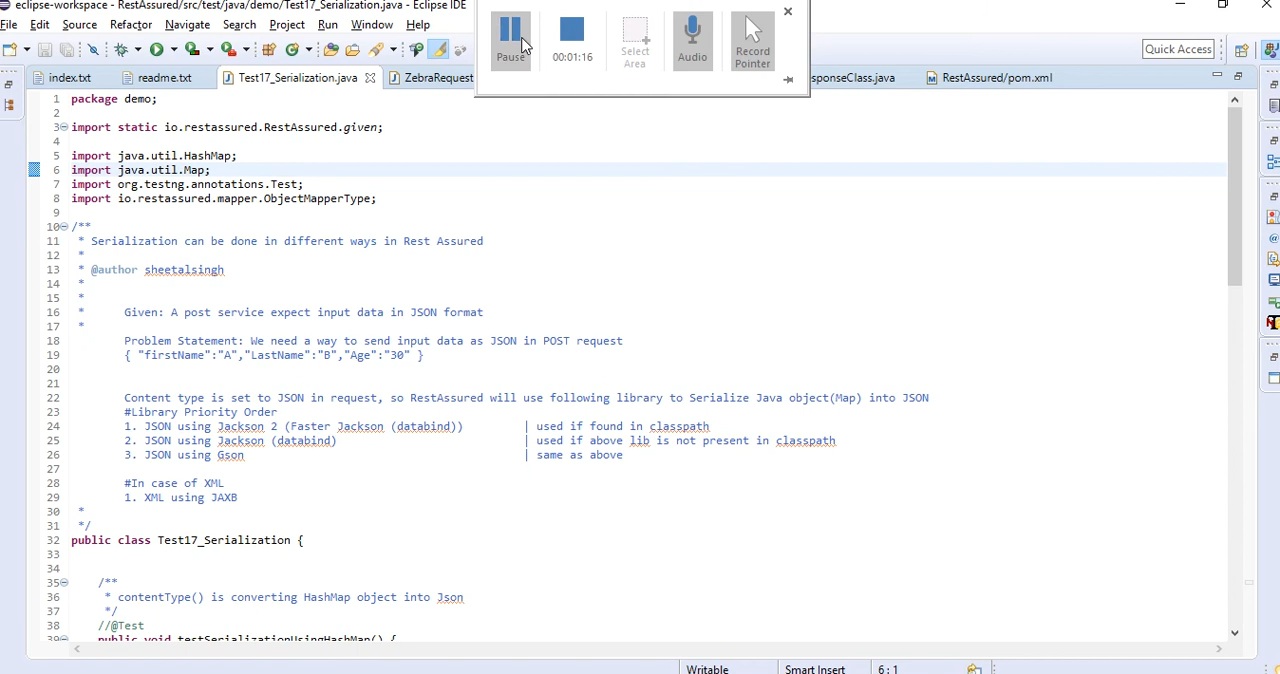 eclipse-workspace - RestAssured/src/test/java/demo/Test17_Serialization.java - Eclipse IDE
File Edit Source Refactor Navigate Search Project Run Window Help
Pause
00:01:16
Select Area
Audio
Record Pointer
Quick Access
index.txt
readme.txt
Test17_Serialization.java
ZebraRequest
sponseClass.java
RestAssured/pom.xml
1 package demo;
2
3 import static io.restassured.RestAssured.given;
4
5 import java.util.HashMap;
6 import java.util.Map;
7 import org.testng.annotations.Test;
8 import io.restassured.mapper.ObjectMapperType;
9
10 /**
11 * Serialization can be done in different ways in Rest Assured
12 *
13 * @author sheetalsingh
14 *
15 *
16 * Given: A post service expect input data in JSON format
17 *
18 Problem Statement: We need a way to send input data as JSON in POST request
19 { "firstName":"A","LastName":"B","Age":"30" }
20
21
22 Content type is set to JSON in request, so RestAssured will use following library to Serialize Java object(Map) into JSON
23 #Library Priority Order
24 1. JSON using Jackson 2 (Faster Jackson (databind)) | used if found in classpath
25 2. JSON using Jackson (databind) | used if above lib is not present in classpath
26 3. JSON using Gson | same as above
27
28 #In case of XML
29 1. XML using JAXB
30 *
31 */
32 public class Test17_Serialization {
33
34
35 /**
36 * contentType() is converting HashMap object into Json
37 */
38 //@Test
39 public void testSerializationUsingHashMap() {
Writable
Smart Insert
6 : 1